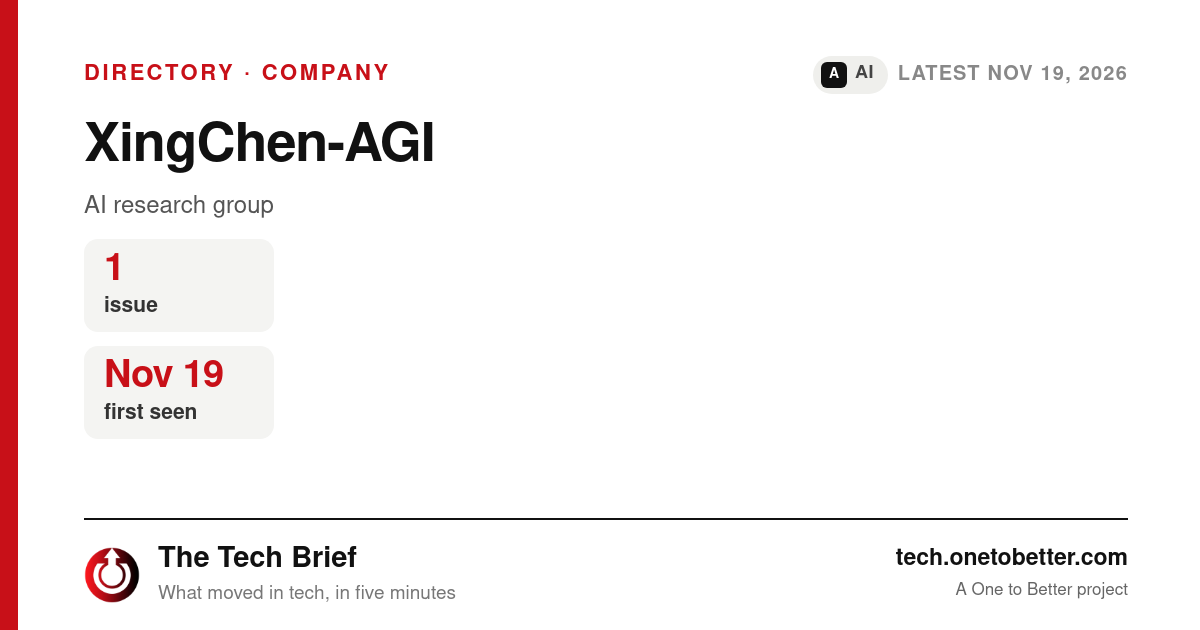 DIRECTORY · COMPANY
A AI LATEST NOV 19, 2026
XingChen-AGI
AI research group
1
issue
Nov 19
first seen
The Tech Brief
What moved in tech, in five minutes
tech.onetobetter.com
A One to Better project